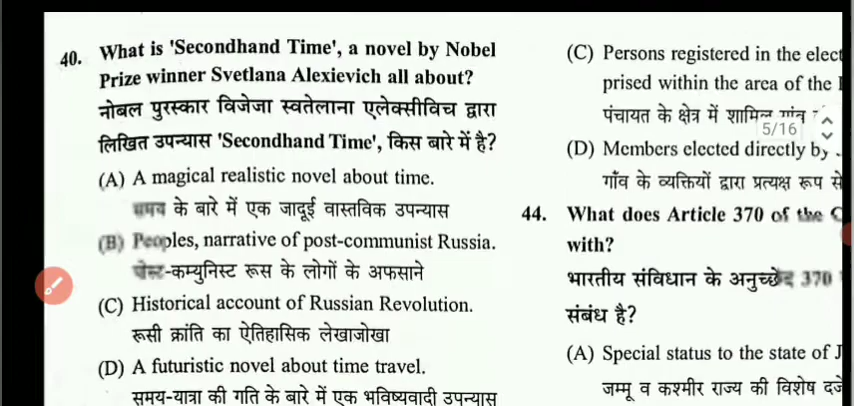 40. What is 'Secondhand Time', a novel by Nobel
Prize winner Svetlana Alexievich all about?
नोबल पुरस्कार विजेजा स्वतेलाना एलेक्सीविच द्वारा
लिखित उपन्यास 'Secondhand Time', किस बारे में है?
(A) A magical realistic novel about time.
समय के बारे में एक जादूई वास्तविक उपन्यास
(B) Peoples, narrative of post-communist Russia.
पोस्ट-कम्युनिस्ट रूस के लोगों के अफसाने
(C) Historical account of Russian Revolution.
रूसी क्रांति का ऐतिहासिक लेखाजोखा
(D) A futuristic novel about time travel.
समय-यात्रा की गति के बारे में एक भविष्यवादी उपन्यास
(C) Persons registered in the elect
prised within the area of the
पंचायत के क्षेत्र में शामिल गांव
5/16
(D) Members elected directly by
गाँव के व्यक्तियों द्वारा प्रत्यक्ष रूप से
44. What does Article 370 of the C
with?
भारतीय संविधान के अनुच्छेद 370
संबंध है?
(A) Special status to the state of J
जम्मू व कश्मीर राज्य की विशेष दर्जे